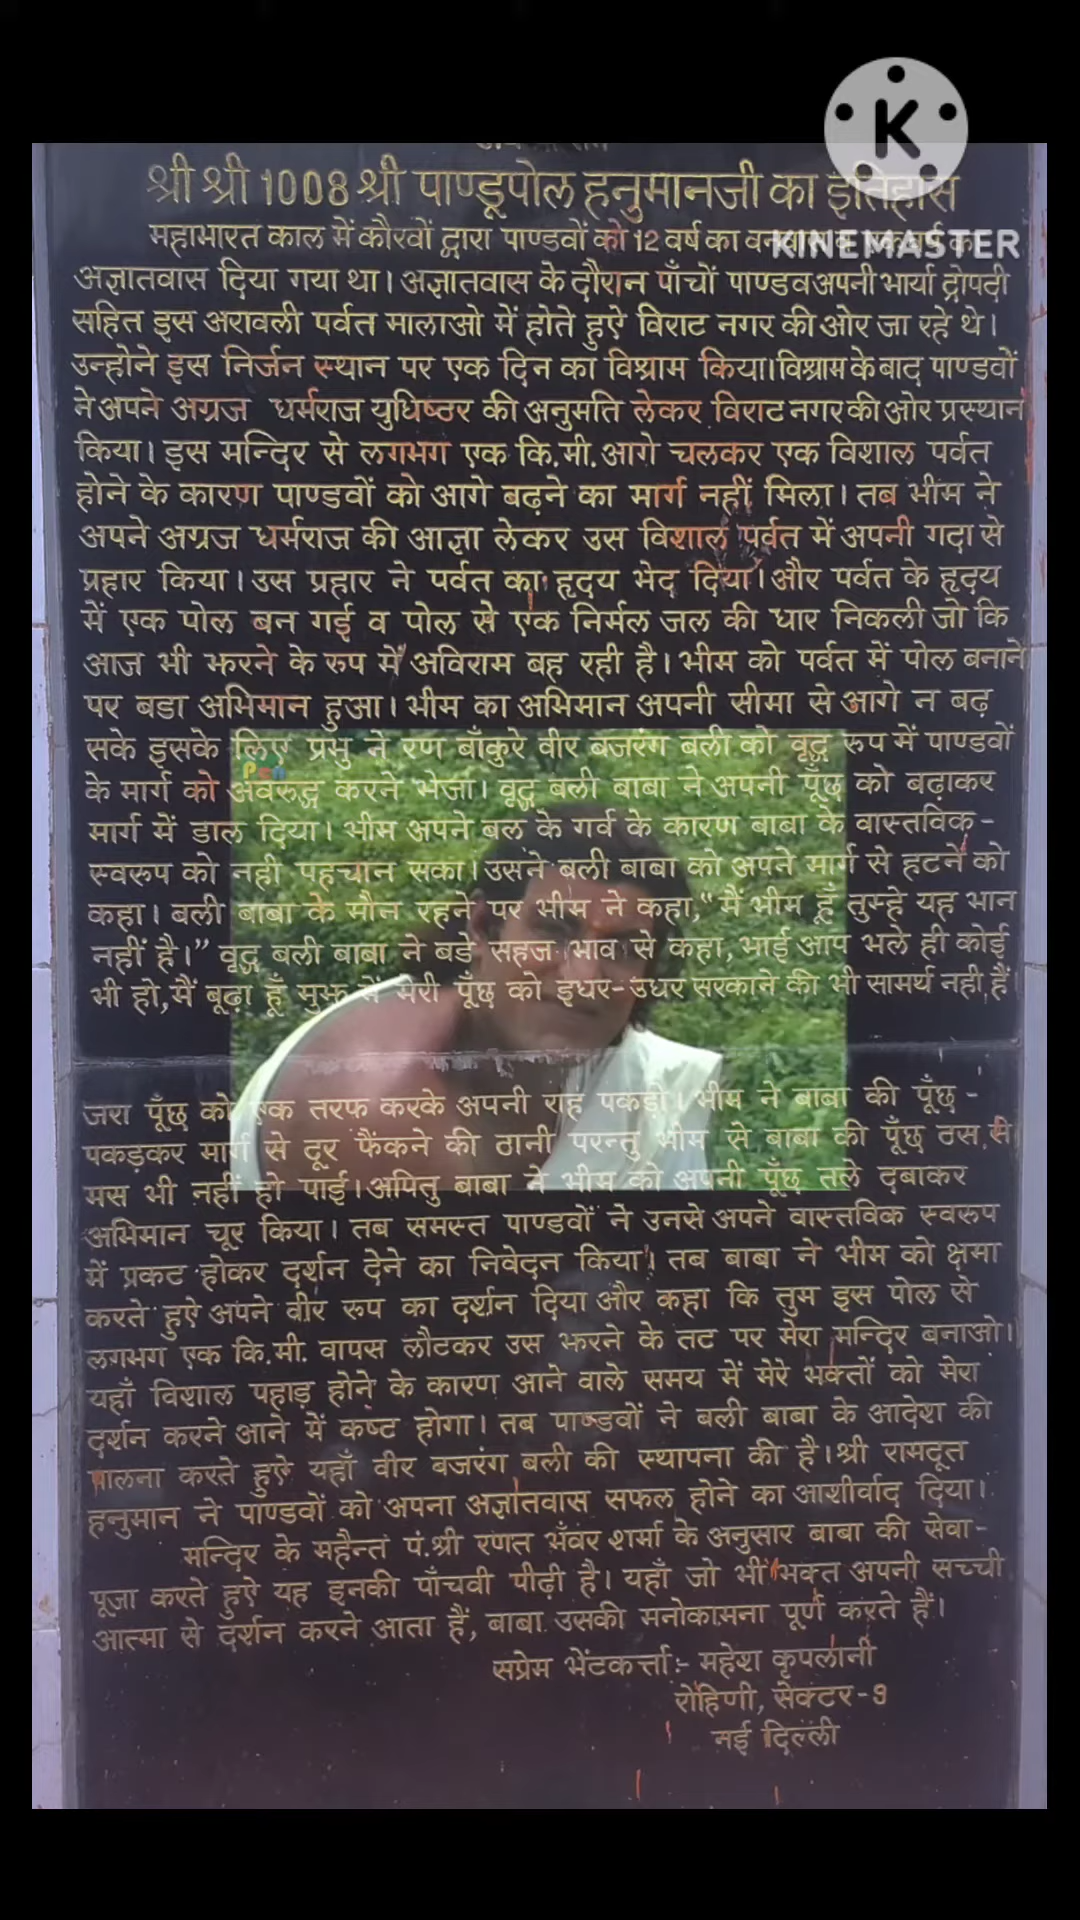 श्री श्री 1008 श्री पाण्डूपोल हनुमानजी का इतिहास
KINEMASTER
महाभारत काल में कौरवों द्वारा पाण्डवों को 12 वर्ष का
अज्ञातवास दिया गया था। अज्ञातवास के दौरान पाँचों पाण्डव अपनी भार्या द्रोपदी
सहित इस अरावली पर्वत मालाओ में होते हुऐ विराट नगर की ओर जा रहे थे।
उन्होने इस निर्जन स्थान पर एक दिन का विश्राम किया। विश्राम के बाद पाण्डवों
ने अपने अग्रज धर्मराज युधिष्ठर की अनुमति लेकर विराट नगर की ओर प्रस्थान
किया। इस मन्दिर से लगभग एक कि.मी. आगे चलकर एक विशाल पर्वत
होने के कारण पाण्डवों को आगे बढ़ने का मार्ग नहीं मिला। तब भीम ने
अपने अग्रज धर्मराज की आज्ञा लेकर उस विशाल पर्वत में अपनी गदा से
प्रहार किया। उस प्रहार ने पर्वत का हृदय भेद दिया। और पर्वत के हृदय
में एक पोल बन गई व पोल से एक निर्मल जल की धार निकली जो कि
आज भी झरने के रुप में अविराम बह रही है। भीम को पर्वत में पोल बनाने
पर बडा अभिमान हुआ। भीम का अभिमान अपनी सीमा से आगे न बढ़
सके इसके लिए प्रभु ने रण बाँकुरे वीर बजरंग बली को वृद्ध रुप में पाण्डवों
के मार्ग को अवरुद्ध करने भेजा। वृद्ध बली बाबा ने अपनी पूँछ को बढ़ाकर
मार्ग में डाल दिया। भीम अपने बल के गर्व के कारण बाबा के वास्तविक-
स्वरुप को नही पहचान सका। उसने बली बाबा को अपने मार्ग से हटने को
कहा। बली बाबा के मौन रहने पर भीम ने कहा, "मैं भीम हूँ तुम्हे यह भान
नहीं है।" वृद्ध बली बाबा ने बडे सहज भाव से कहा, भाई आप भले ही कोई
भी हो, मैं बूढ़ा हूँ मुझ में मेरी पूँछ को इधर-उधर सरकाने की भी सामर्थ नही हैं।
जरा पूँछ को एक तरफ करके अपनी राह पकड़ो। भीम ने बाबा की पूँछ-
पकड़कर मार्ग से दूर फैंकने की ठानी परन्तु भीम से बाबा की पूँछ ठस से
मस भी नहीं हो पाई। अपितु बाबा ने भीम को अपनी पूँछ तले दबाकर
अभिमान चूर किया। तब समस्त पाण्डवों ने उनसे अपने वास्तविक स्वरुप
में प्रकट होकर दर्शन देने का निवेदन किया। तब बाबा ने भीम को क्षमा
करते हुऐ अपने वीर रुप का दर्शन दिया और कहा कि तुम इस पोल से
लगभग एक कि.मी. वापस लौटकर उस झरने के तट पर मेरा मन्दिर बनाओ।
यहाँ विशाल पहाड़ होने के कारण आने वाले समय में मेरे भक्तों को मेरा
दर्शन करने आने में कष्ट होगा। तब पाण्डवों ने बली बाबा के आदेश की
पालना करते हुऐ यहाँ वीर बजरंग बली की स्थापना की है। श्री रामदूत
हनुमान ने पाण्डवों को अपना अज्ञातवास सफल होने का आशीर्वाद दिया।
मन्दिर के महैन्त पं. श्री रणत भँवर शर्मा के अनुसार बाबा की सेवा-
पूजा करते हुऐ यह इनकी पाँचवी पीढ़ी है। यहाँ जो भी भक्त अपनी सच्ची
आत्मा से दर्शन करने आता हैं, बाबा उसकी मनोकामना पूर्ण करते हैं।
सप्रेम भेंटकर्त्ता:- महेश कृपलानी
रोहिणी, सेक्टर-9
नई दिल्ली